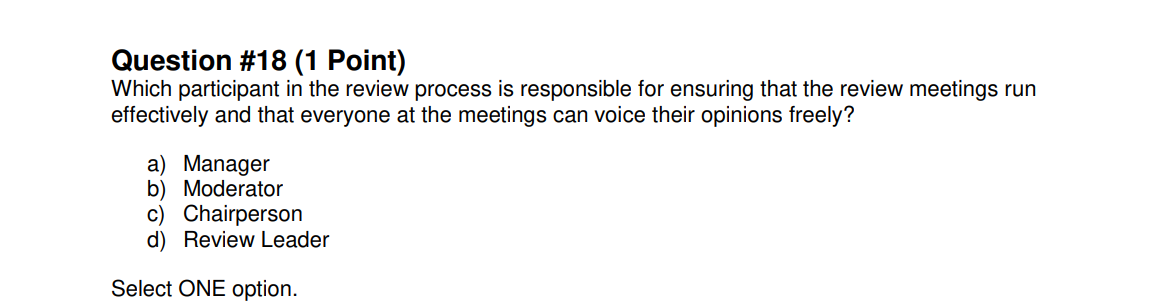 Question #18 (1 Point)
Which participant in the review process is responsible for ensuring that the review meetings run
effectively and that everyone at the meetings can voice their opinions freely?
a) Manager
b) Moderator
c) Chairperson
d) Review Leader
Select ONE option.